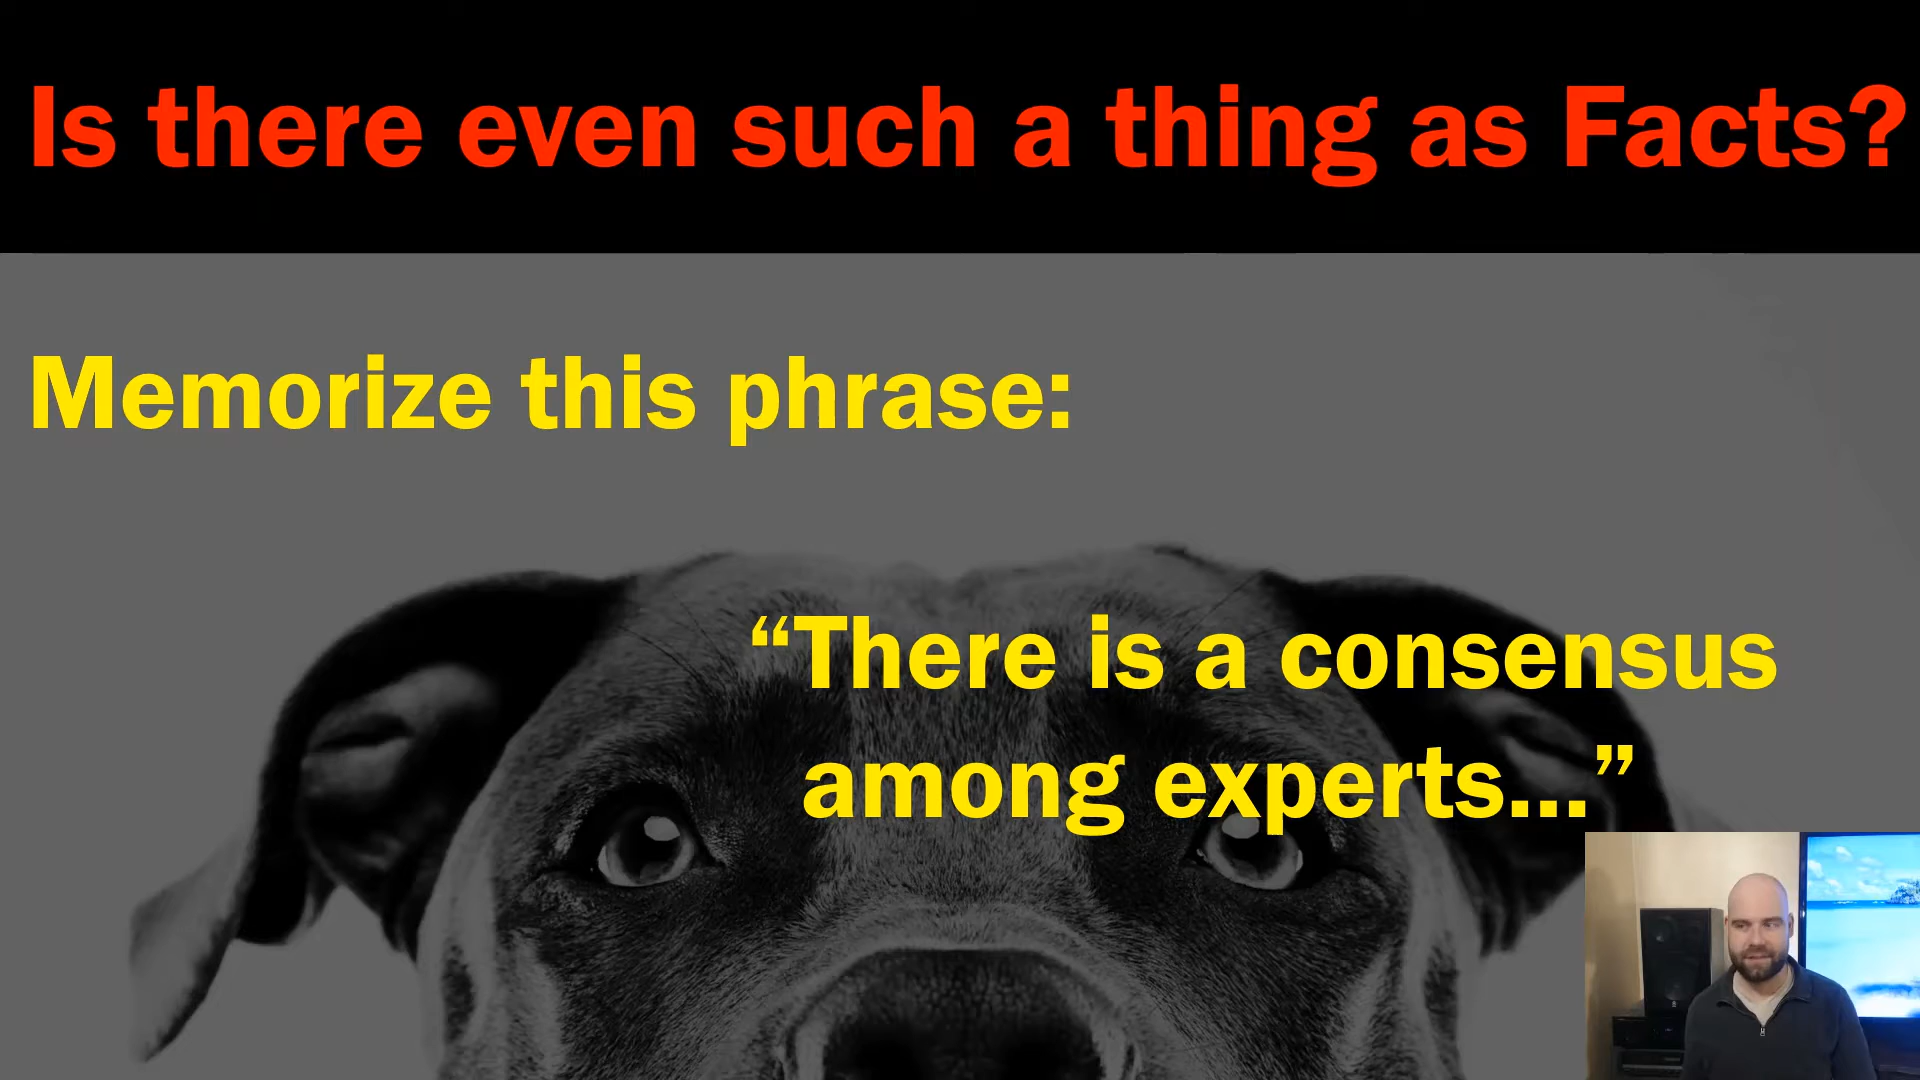 Is there even such a thing as Facts?
Memorize this phrase:
“There is a consensus
among experts...”